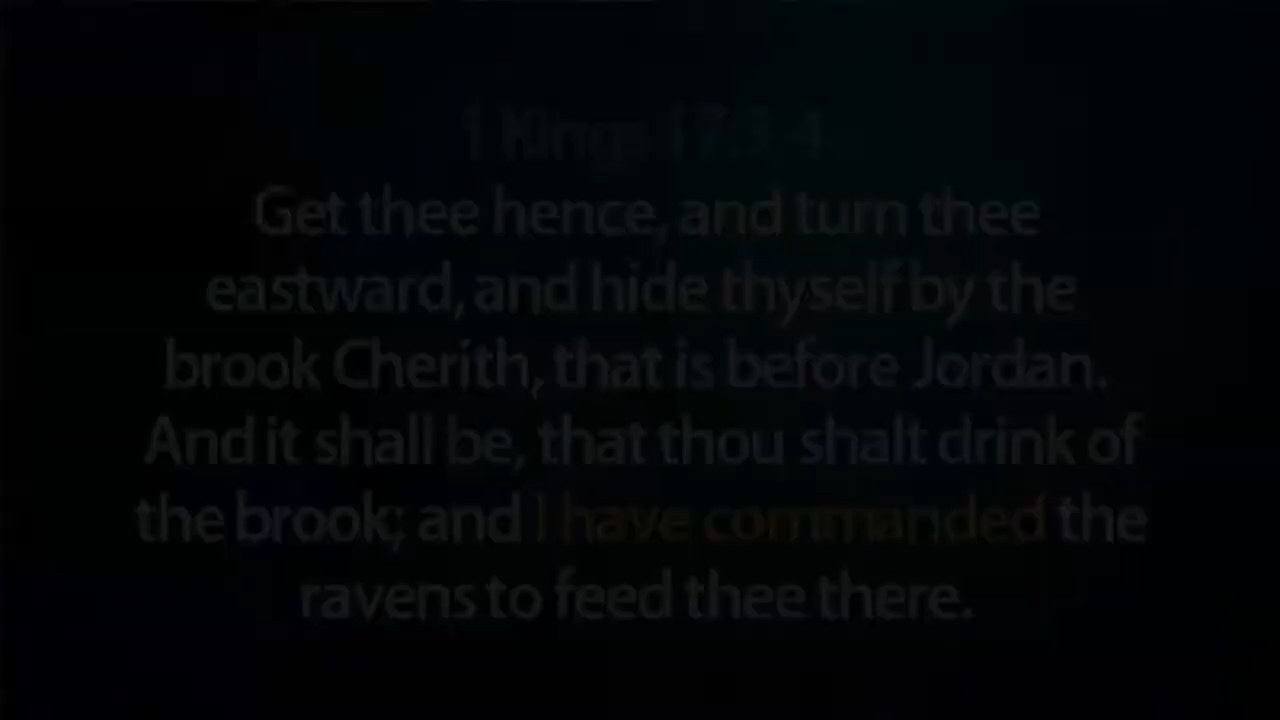 1 Kings 17:3-4
Get thee hence, and turn thee
eastward, and hide thyself by the
brook Cherith, that is before Jordan.
And it shall be, that thou shalt drink of
the brook; and I have commanded the
ravens to feed thee there.